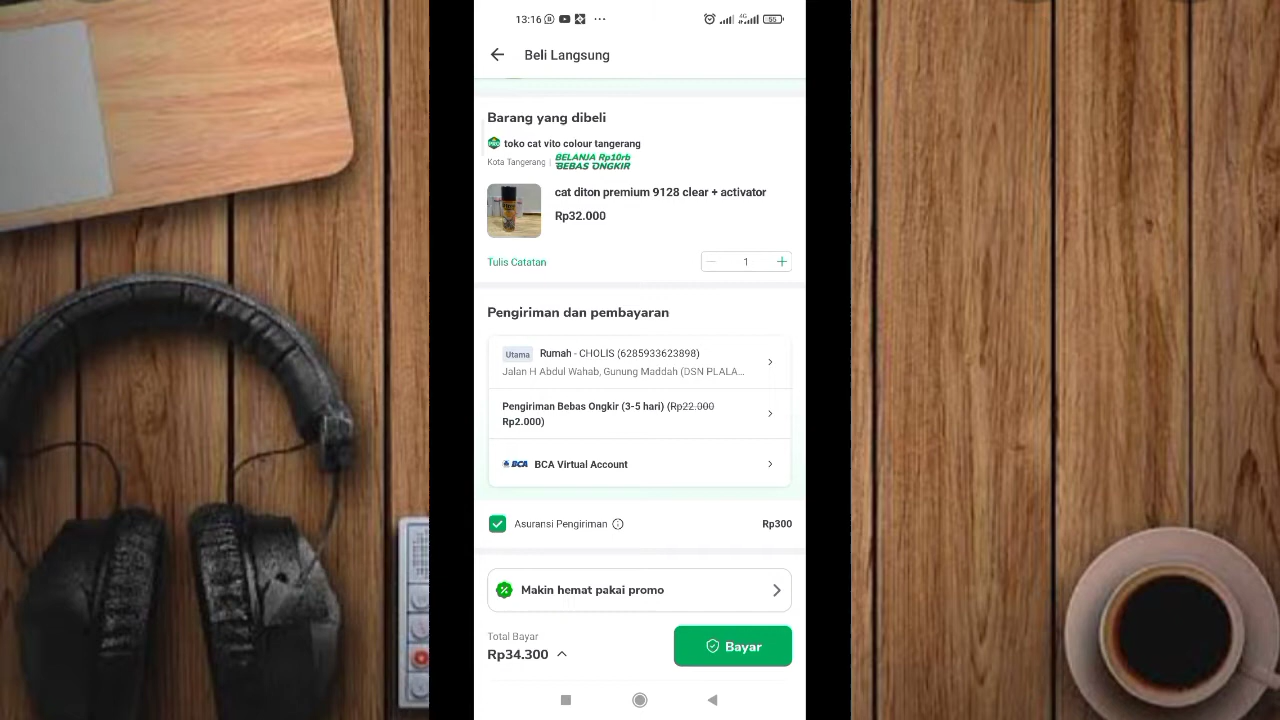 13:16
4G
55
Beli Langsung
Barang yang dibeli
PRO toko cat vito colour tangerang
Kota Tangerang | BELANJA Rp10rb
BEBAS ONGKIR
cat diton premium 9128 clear + activator
Rp32.000
Tulis Catatan
1
Pengiriman dan pembayaran
Utama Rumah - CHOLIS (6285933623898)
Jalan H Abdul Wahab, Gunung Maddah (DSN PLALA...
Pengiriman Bebas Ongkir (3-5 hari) (Rp22.000
Rp2.000)
BCA BCA Virtual Account
Asuransi Pengiriman
Rp300
Makin hemat pakai promo
Total Bayar
Rp34.300
Bayar